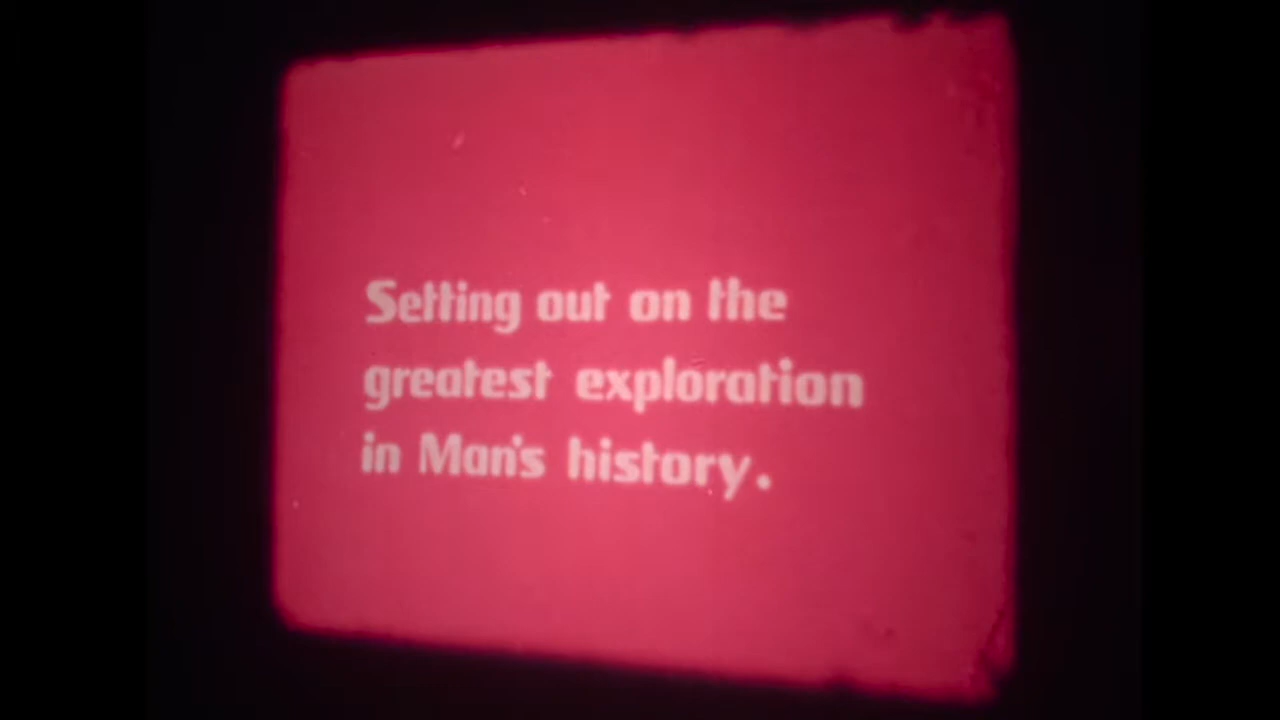 Setting out on the
greatest exploration
in Man's history.